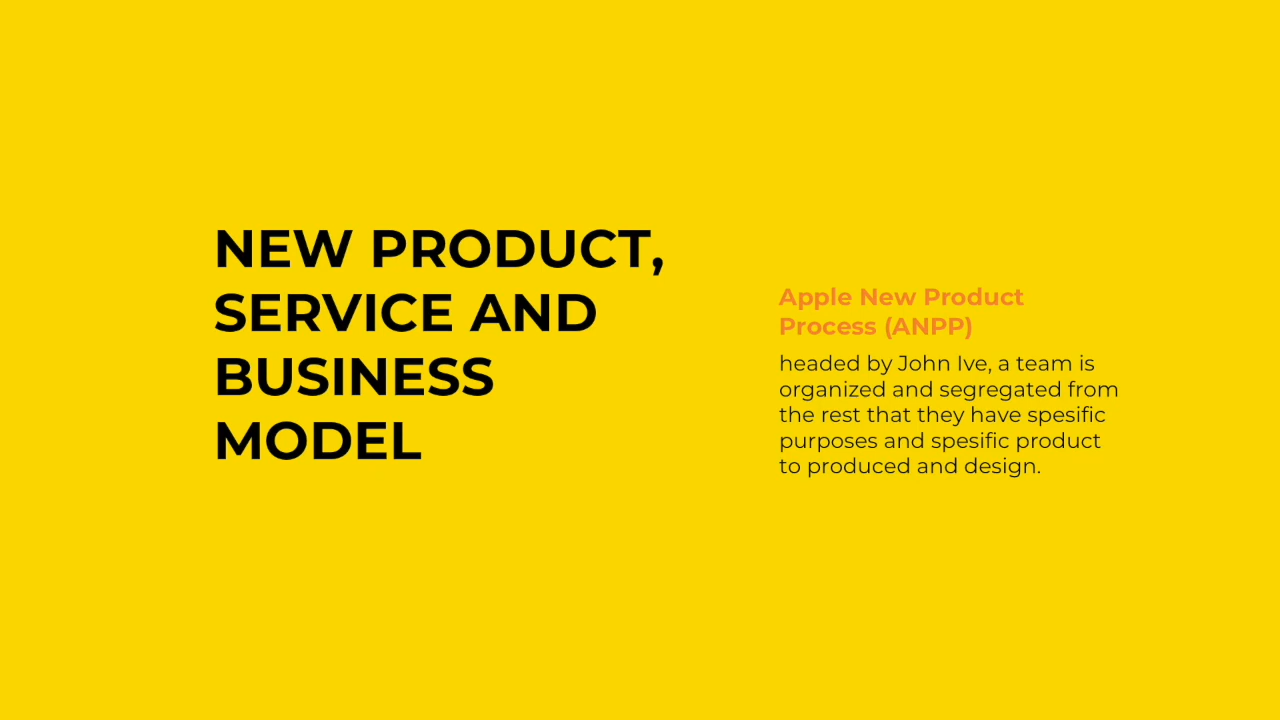 NEW PRODUCT,
SERVICE AND
BUSINESS
MODEL
Apple New Product
Process (ANPP)
headed by John Ive, a team is
organized and segregated from
the rest that they have spesific
purposes and spesific product
to produced and design.